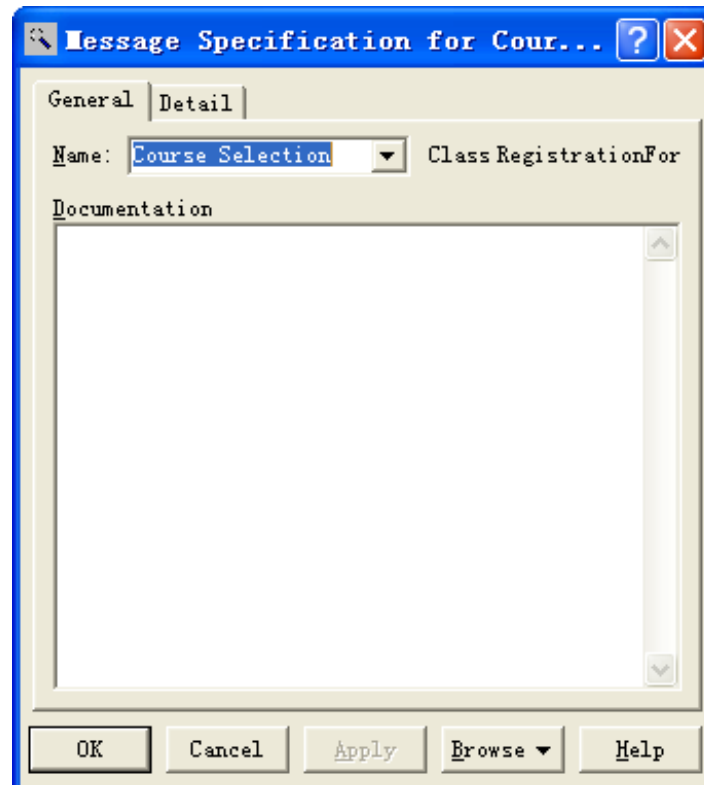 Message Specification for Cour...
General Detail
Name: Course Selection Class RegistrationFor
Documentation
OK Cancel Apply Browse Help